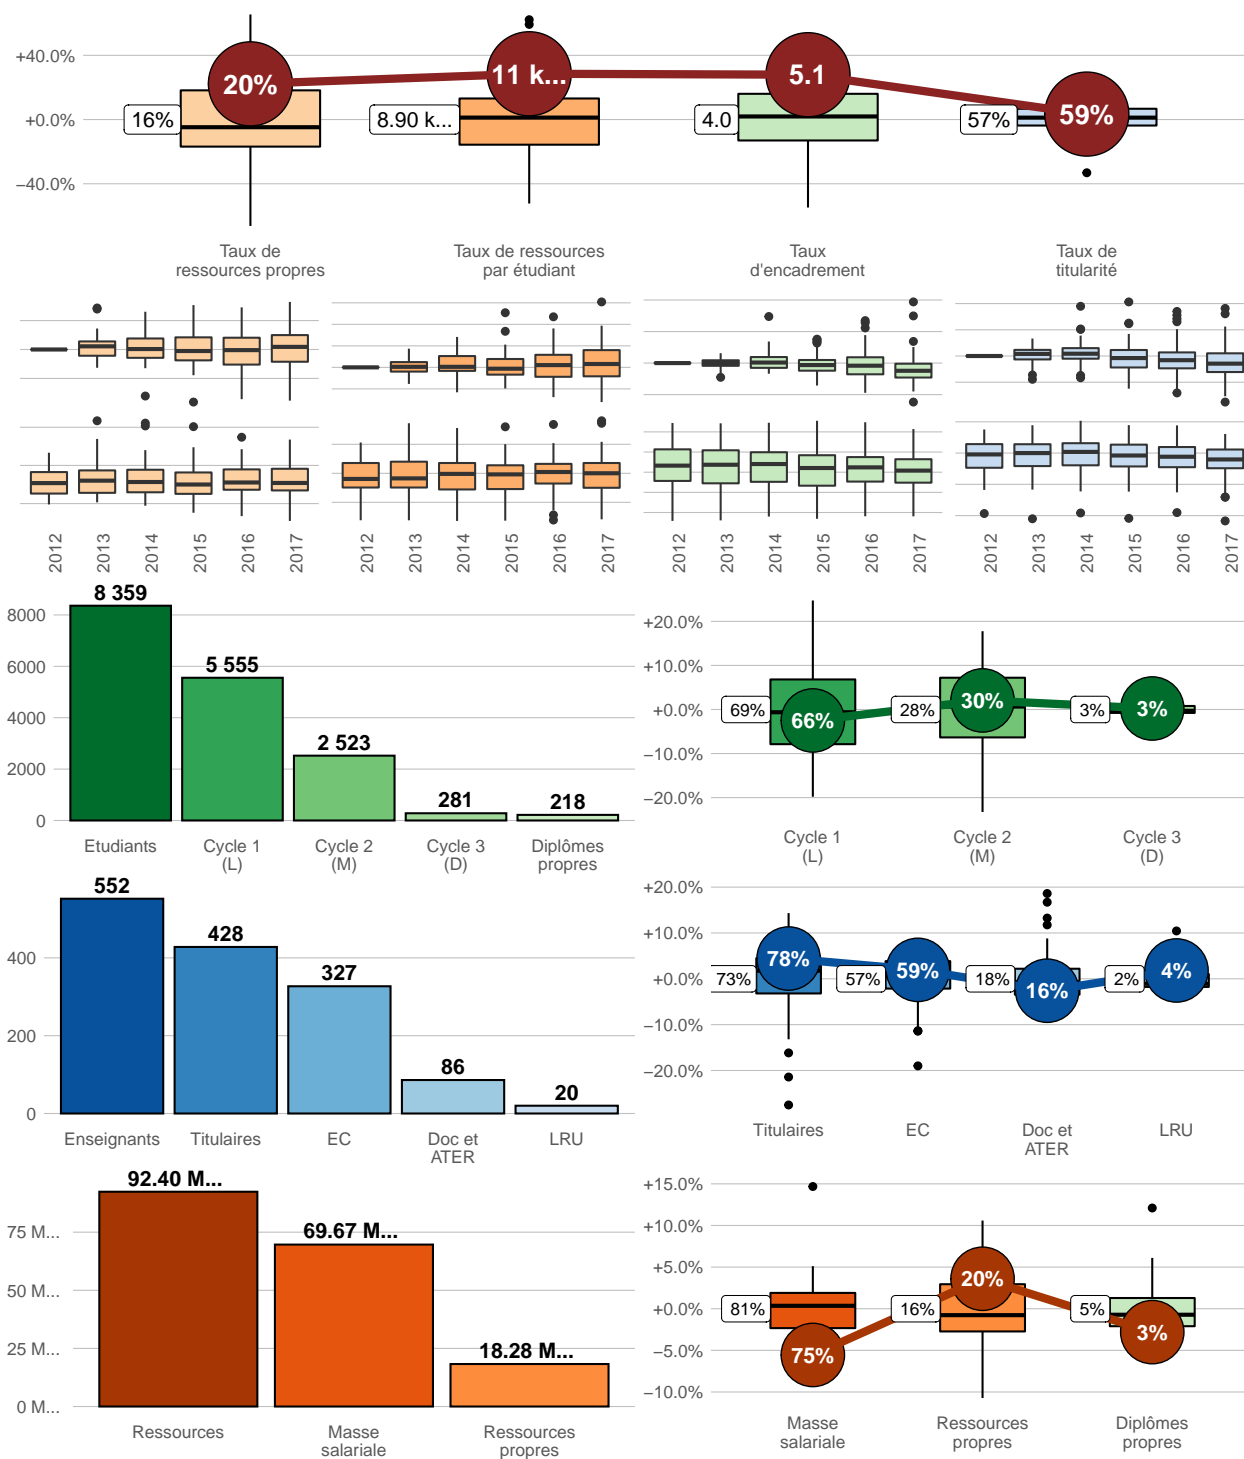 +40.0%
+0.0%
−40.0%
16%
20%
8.90 k...
11 k...
4.0
5.1
57%
59%
Taux de
ressources propres
Taux de ressources
par étudiant
Taux
d'encadrement
Taux de
titularité
2012
2013
2014
2015
2016
2017
2012
2013
2014
2015
2016
2017
2012
2013
2014
2015
2016
2017
2012
2013
2014
2015
2016
2017
8000
6000
4000
2000
0
8 359
5 555
2 523
281
218
Etudiants
Cycle 1
(L)
Cycle 2
(M)
Cycle 3
(D)
Diplômes
propres
+20.0%
+10.0%
+0.0%
−10.0%
−20.0%
69%
66%
28%
30%
3%
3%
Cycle 1
(L)
Cycle 2
(M)
Cycle 3
(D)
400
200
0
552
428
327
86
20
Enseignants
Titulaires
EC
Doc et
ATER
LRU
+20.0%
+10.0%
+0.0%
−10.0%
−20.0%
73%
78%
57%
59%
18%
16%
2%
4%
Titulaires
EC
Doc et
ATER
LRU
75 M...
50 M...
25 M...
0 M...
92.40 M...
69.67 M...
18.28 M...
Ressources
Masse
salariale
Ressources
propres
+15.0%
+10.0%
+5.0%
+0.0%
−5.0%
−10.0%
81%
75%
16%
20%
5%
3%
Masse
salariale
Ressources
propres
Diplômes
propres